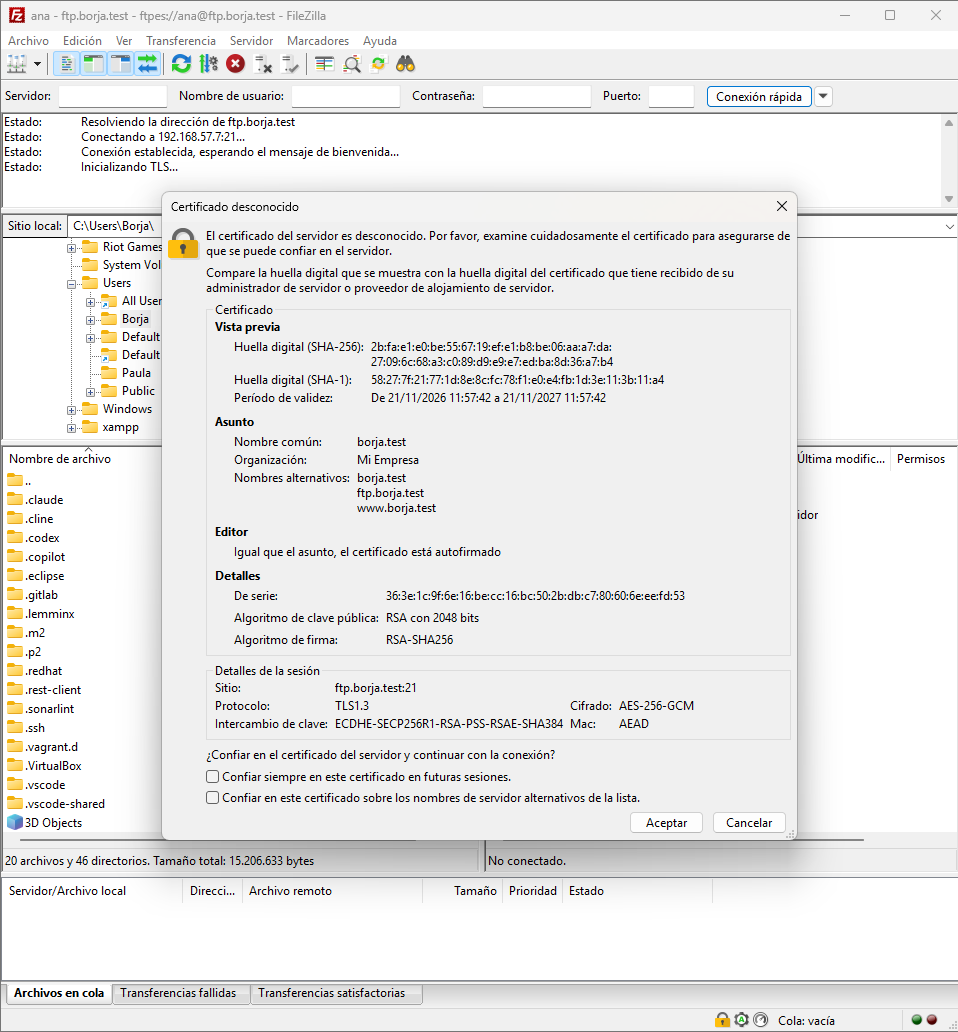 ana - ftp.borja.test - ftpes://ana@ftp.borja.test - FileZilla
Archivo Edición Ver Transferencia Servidor Marcadores Ayuda
Servidor: Nombre de usuario: Contraseña: Puerto: Conexión rápida
Estado: Resolviendo la dirección de ftp.borja.test
Estado: Conectando a 192.168.57.7:21...
Estado: Conexión establecida, esperando el mensaje de bienvenida...
Estado: Inicializando TLS...
Sitio local: C:\Users\Borja\
Riot Games
System Vol
Users
All User
Borja
Default
Default
Paula
Public
Windows
xampp
Nombre de archivo
..
.claude
.cline
.codex
.copilot
.eclipse
.gitlab
.lemminx
.m2
.p2
.redhat
.rest-client
.sonarlint
.ssh
.vagrant.d
.VirtualBox
.vscode
.vscode-shared
3D Objects
20 archivos y 46 directorios. Tamaño total: 15.206.633 bytes
Certificado desconocido
El certificado del servidor es desconocido. Por favor, examine cuidadosamente el certificado para asegurarse de
que se puede confiar en el servidor.
Compare la huella digital que se muestra con la huella digital del certificado que tiene recibido de su
administrador de servidor o proveedor de alojamiento de servidor.
Certificado
Vista previa
Huella digital (SHA-256): 2b:fa:e1:e0:be:55:67:19:ef:e1:b8:be:06:aa:a7:da:
27:09:6c:68:a3:c0:89:d9:e9:e7:ed:ba:8d:36:a7:b4
Huella digital (SHA-1): 58:27:7f:21:77:1d:8e:8c:fc:78:f1:e0:e4:fb:1d:3e:11:3b:11:a4
Período de validez: De 21/11/2026 11:57:42 a 21/11/2027 11:57:42
Asunto
Nombre común: borja.test
Organización: Mi Empresa
Nombres alternativos: borja.test
ftp.borja.test
www.borja.test
Editor
Igual que el asunto, el certificado está autofirmado
Detalles
De serie: 36:3e:1c:9f:6e:16:be:cc:16:bc:50:2b:db:c7:80:60:6e:ee:fd:53
Algoritmo de clave pública: RSA con 2048 bits
Algoritmo de firma: RSA-SHA256
Detalles de la sesión
Sitio: ftp.borja.test:21
Protocolo: TLS1.3 Cifrado: AES-256-GCM
Intercambio de clave: ECDHE-SECP256R1-RSA-PSS-RSAE-SHA384 Mac: AEAD
¿Confiar en el certificado del servidor y continuar con la conexión?
Confiar siempre en este certificado en futuras sesiones.
Confiar en este certificado sobre los nombres de servidor alternativos de la lista.
Aceptar Cancelar
Última modific... Permisos
idor
No conectado.
Servidor/Archivo local Direcci... Archivo remoto Tamaño Prioridad Estado
Archivos en cola Transferencias fallidas Transferencias satisfactorias
Cola: vacía